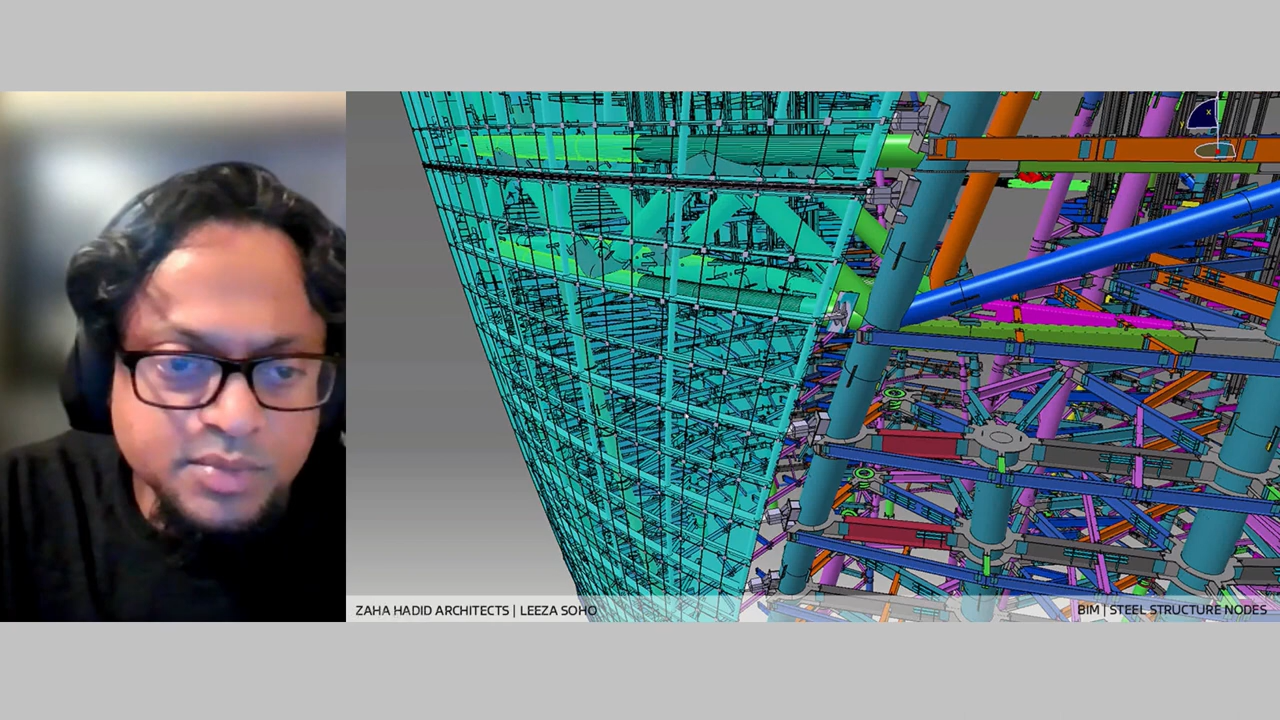 ZAHA HADID ARCHITECTS | LEEZA SOHO
BIM | STEEL STRUCTURE NODES